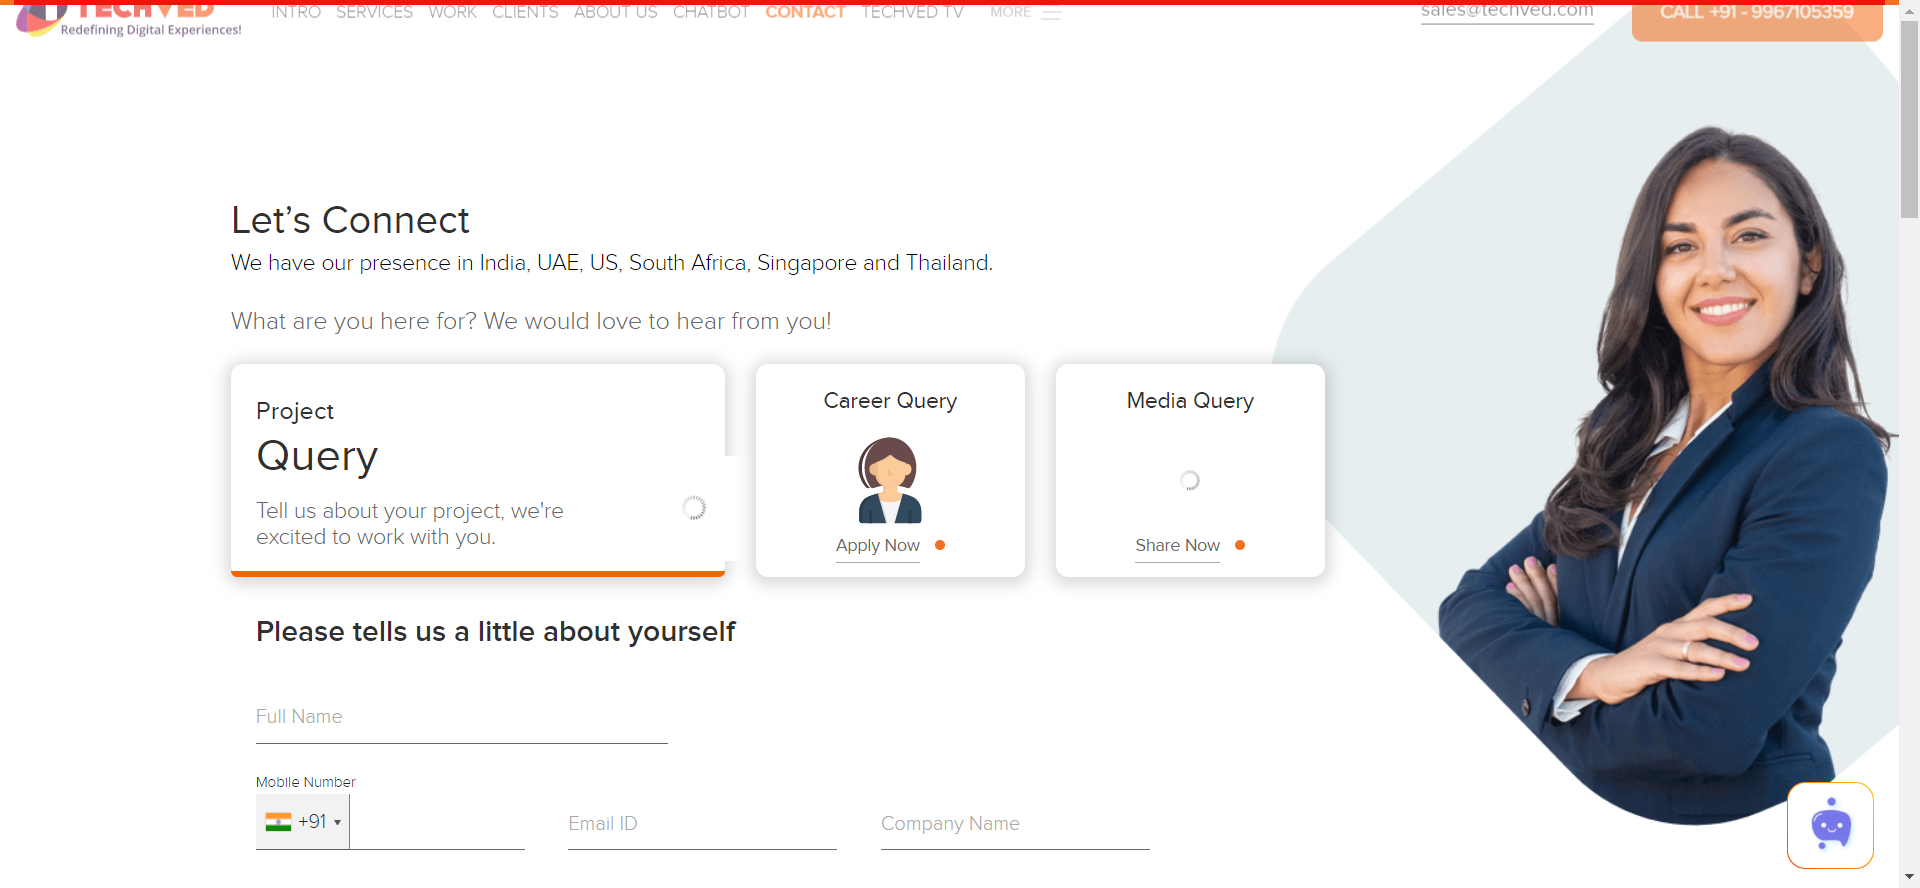 TECHVED
Redefining Digital Experiences!
INTRO SERVICES WORK CLIENTS ABOUT US CHATBOT CONTACT TECHVED TV MORE
sales@techved.com
CALL +91 - 9967105359
Let’s Connect
We have our presence in India, UAE, US, South Africa, Singapore and Thailand.
What are you here for? We would love to hear from you!
Project
Query
Tell us about your project, we're
excited to work with you.
Career Query
Apply Now
Media Query
Share Now
Please tells us a little about yourself
Full Name
Mobile Number
+91
Email ID
Company Name